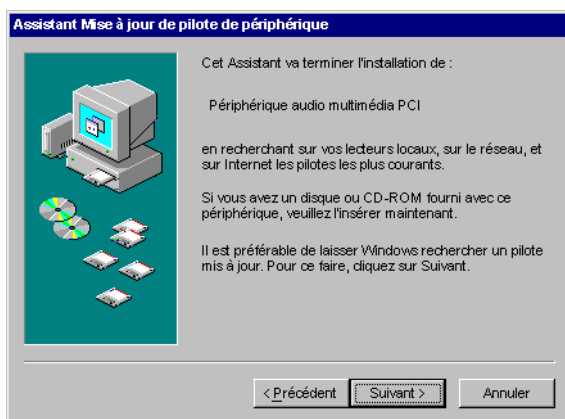 Assistant Mise à jour de pilote de périphérique
Cet Assistant va terminer l'installation de :
Périphérique audio multimédia PCI
en recherchant sur vos lecteurs locaux, sur le réseau, et
sur Internet les pilotes les plus courants.
Si vous avez un disque ou CD-ROM fourni avec ce
périphérique, veuillez l'insérer maintenant.
Il est préférable de laisser Windows rechercher un pilote
mis à jour. Pour ce faire, cliquez sur Suivant.
< Précédent
Suivant >
Annuler